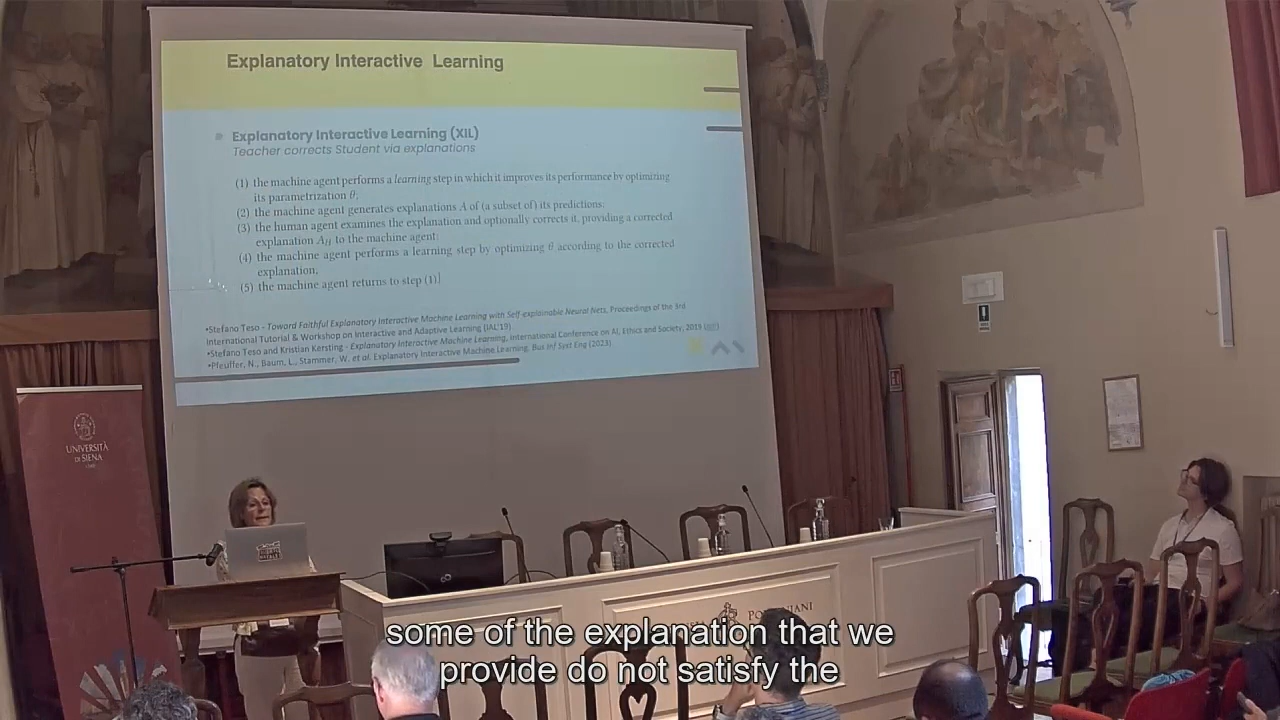 Explanatory Interactive Learning
Explanatory Interactive Learning (XIL)
Teacher corrects Student via explanations
(1) the machine agent performs a learning step in which it improves its performance by optimizing
its parametrization θ;
(2) the machine agent generates explanations A of (a subset of) its predictions;
(3) the human agent examines the explanation and optionally corrects it, providing a corrected
explanation A_H to the machine agent;
(4) the machine agent performs a learning step by optimizing θ according to the corrected
explanation;
(5) the machine agent returns to step (1)]
•Stefano Teso - Toward Faithful Explanatory Interactive Machine Learning with Self-explainable Neural Nets, Proceedings of the 3rd
International Tutorial & Workshop on Interactive and Adaptive Learning (IAL'19)
•Stefano Teso and Kristian Kersting - Explanatory Interactive Machine Learning, International Conference on AI, Ethics and Society, 2019
•Pfeuffer, N., Baum, L., Stammer, W. et al. Explanatory Interactive Machine Learning, Bus Inf Syst Eng (2023)
UNIVERSITÀ
DI SIENA
some of the explanation that we
provide do not satisfy the